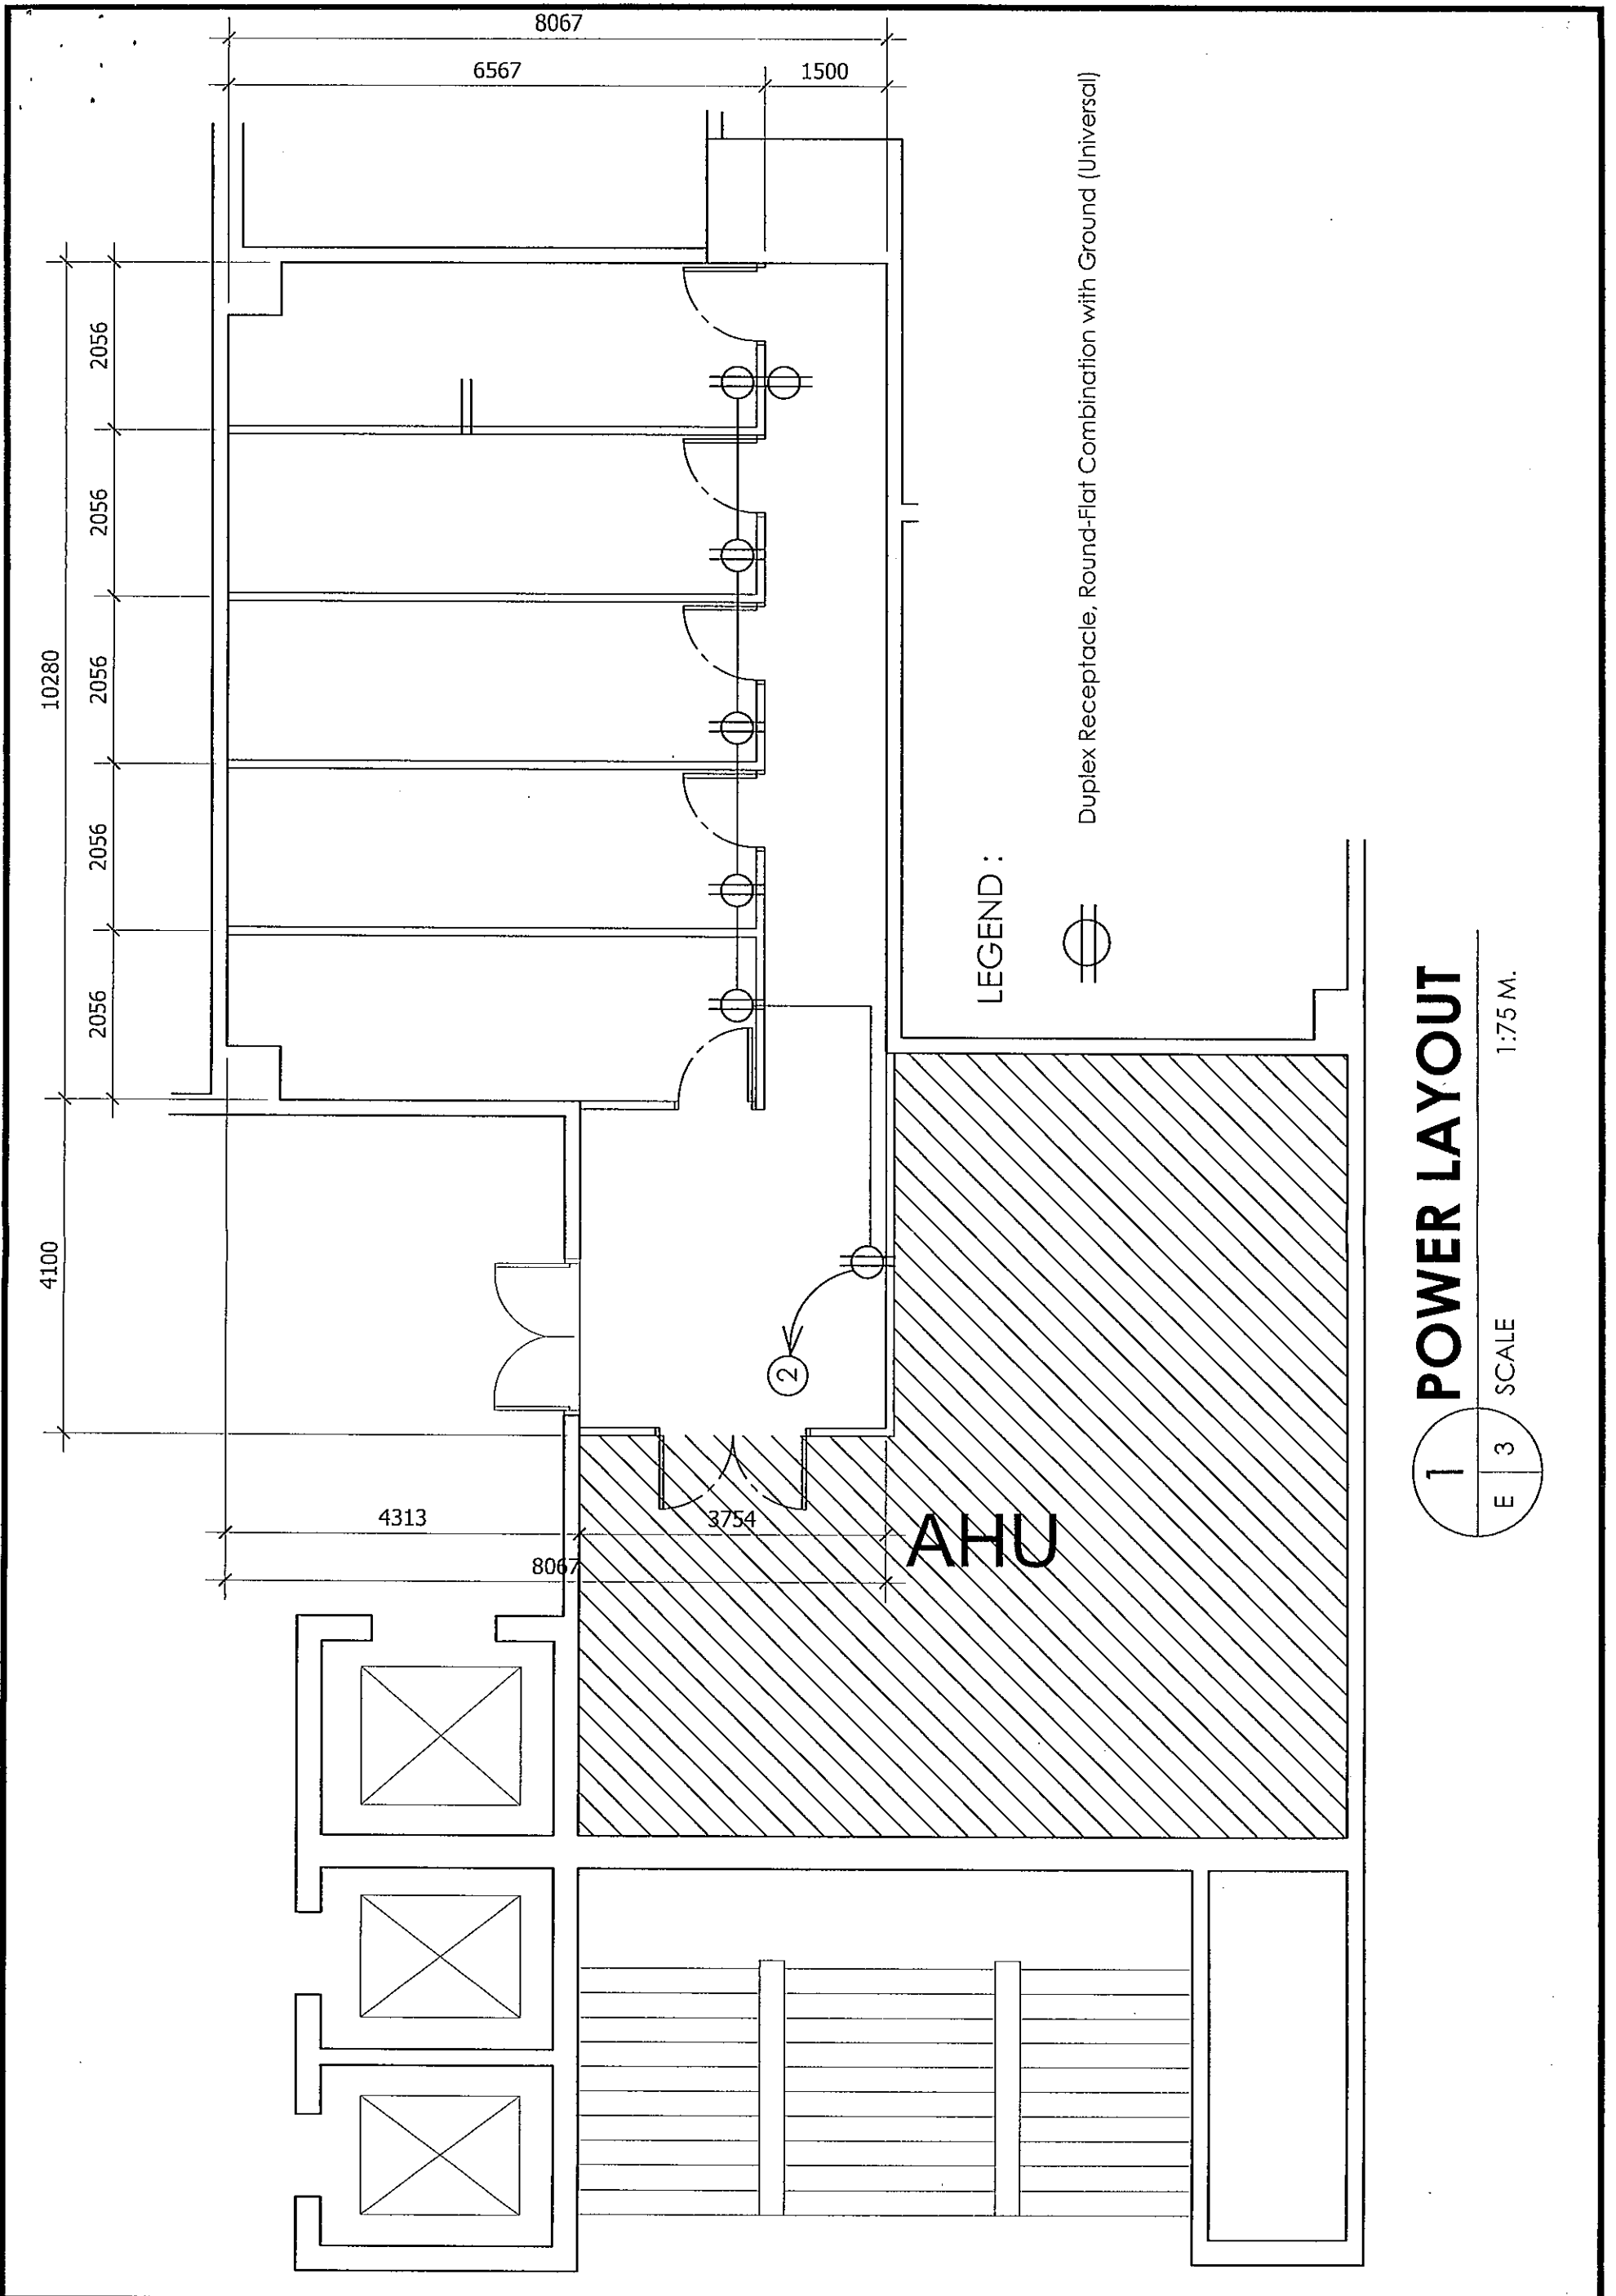 8067
6567
1500
10280
2056
2056
2056
2056
2056
4100
4313
3754
8067
AHU
2
LEGEND :
Duplex Receptacle, Round-Flat Combination with Ground (Universal)
1
E 3
POWER LAYOUT
SCALE 1:75 M.